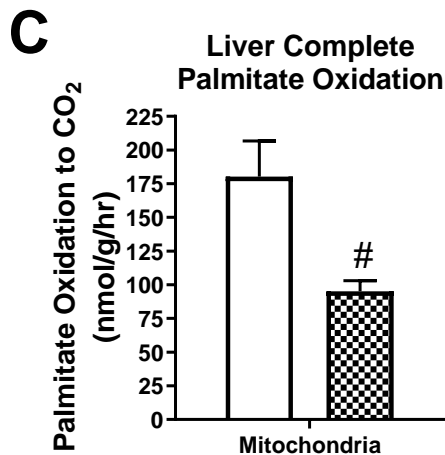 C
Liver Complete
Palmitate Oxidation
Palmitate Oxidation to CO₂
(nmol/g/hr)
225
200
175
150
125
100
75
50
25
0
#
Mitochondria